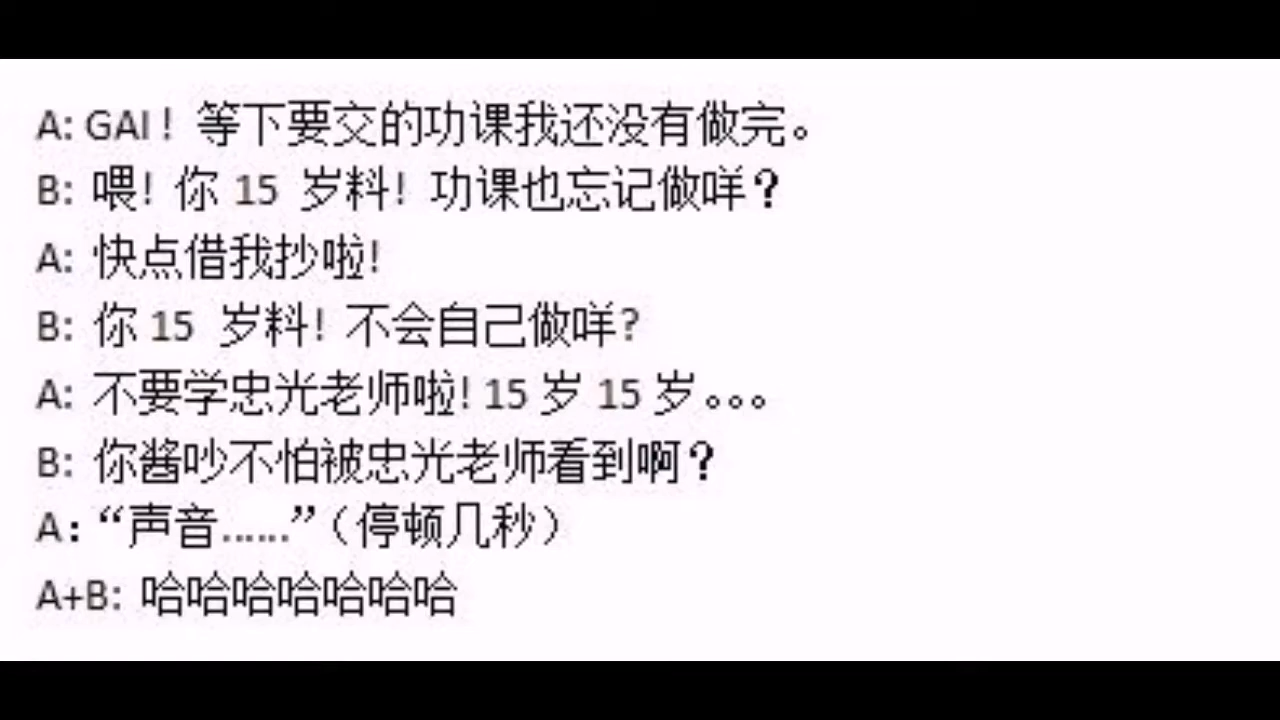 A: GAI！等下要交的功课我还没有做完。
B: 喂！你 15 岁料！功课也忘记做咩？
A: 快点借我抄啦！
B: 你 15 岁料！不会自己做咩？
A: 不要学忠光老师啦！15 岁 15 岁。。。
B: 你酱吵不怕被忠光老师看到啊？
A：“声音……”（停顿几秒）
A+B: 哈哈哈哈哈哈哈